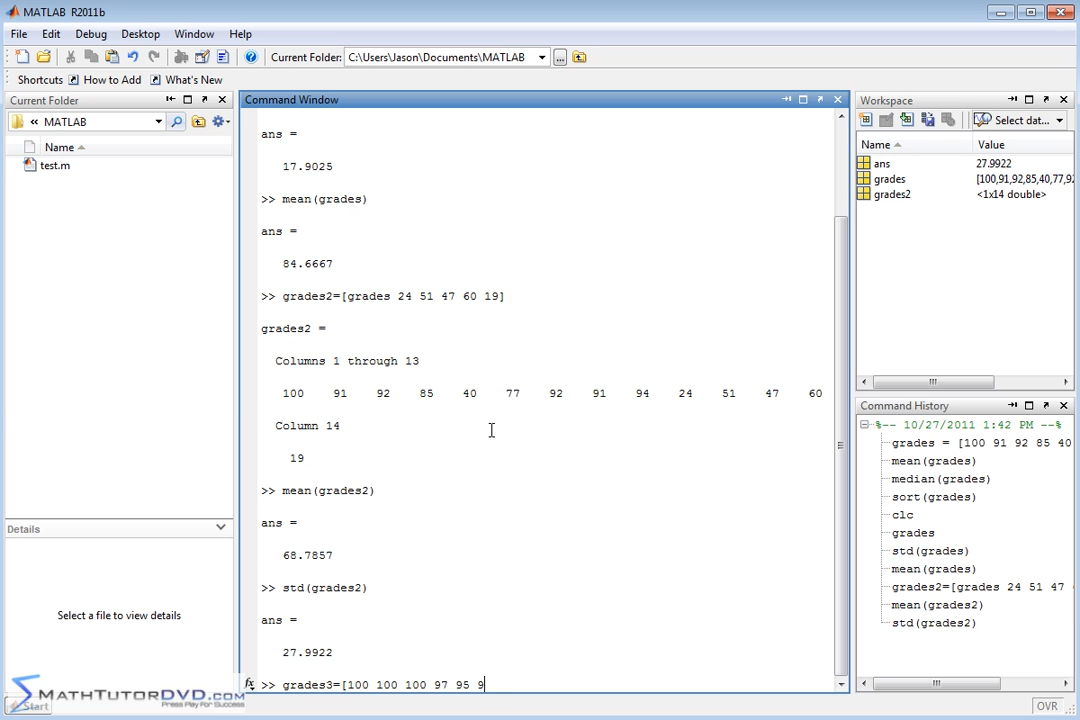 MATLAB R2011b
File Edit Debug Desktop Window Help
Current Folder: C:\Users\Jason\Documents\MATLAB ...
Shortcuts How to Add What's New
Current Folder
« MATLAB
Name
test.m
Details
Select a file to view details
Command Window
ans =
17.9025
>> mean(grades)
ans =
84.6667
>> grades2=[grades 24 51 47 60 19]
grades2 =
Columns 1 through 13
100 91 92 85 40 77 92 91 94 24 51 47 60
Column 14
19
>> mean(grades2)
ans =
68.7857
>> std(grades2)
ans =
27.9922
fx >> grades3=[100 100 100 97 95 9
Workspace
Select dat...
Name Value
ans 27.9922
grades [100,91,92,85,40,77,92
grades2 <1x14 double>
Command History
%-- 10/27/2011 1:42 PM --%
grades = [100 91 92 85 40
mean(grades)
median(grades)
sort(grades)
clc
grades
std(grades)
mean(grades)
grades2=[grades 24 51 47
mean(grades2)
std(grades2)
MATHTUTORDVD.COM
Press Play For Success
Start
OVR